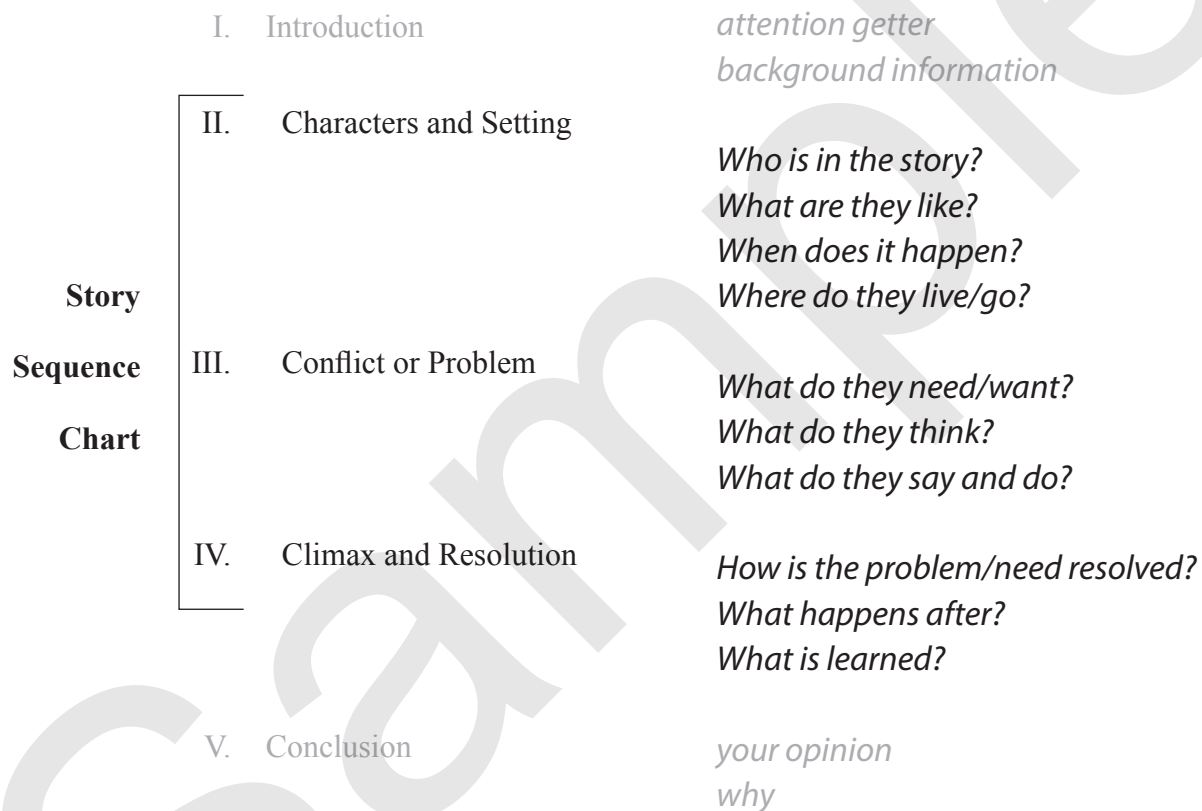 I. Introduction
attention getter
background information
II. Characters and Setting
Who is in the story?
What are they like?
When does it happen?
Where do they live/go?
Story
Sequence
Chart
III. Conflict or Problem
What do they need/want?
What do they think?
What do they say and do?
IV. Climax and Resolution
How is the problem/need resolved?
What happens after?
What is learned?
V. Conclusion
your opinion
why
Sample